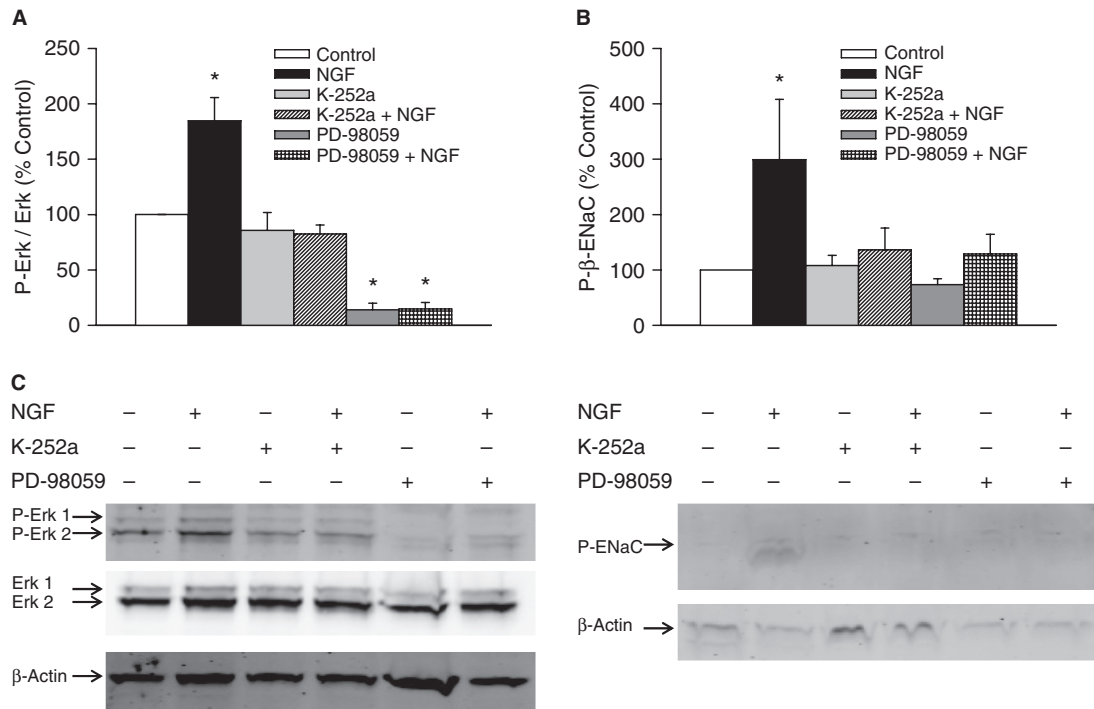 A
P-Erk / Erk (% Control)
250
200
150
100
50
0
*
*
*
Control
NGF
K-252a
K-252a + NGF
PD-98059
PD-98059 + NGF
B
P-β-ENaC (% Control)
500
400
300
200
100
0
*
Control
NGF
K-252a
K-252a + NGF
PD-98059
PD-98059 + NGF
C
NGF – + – + – +
K-252a – – + + – –
PD-98059 – – – – + +
P-Erk 1
P-Erk 2
Erk 1
Erk 2
β-Actin
NGF – + – + – +
K-252a – – + + – –
PD-98059 – – – – + +
P-ENaC
β-Actin